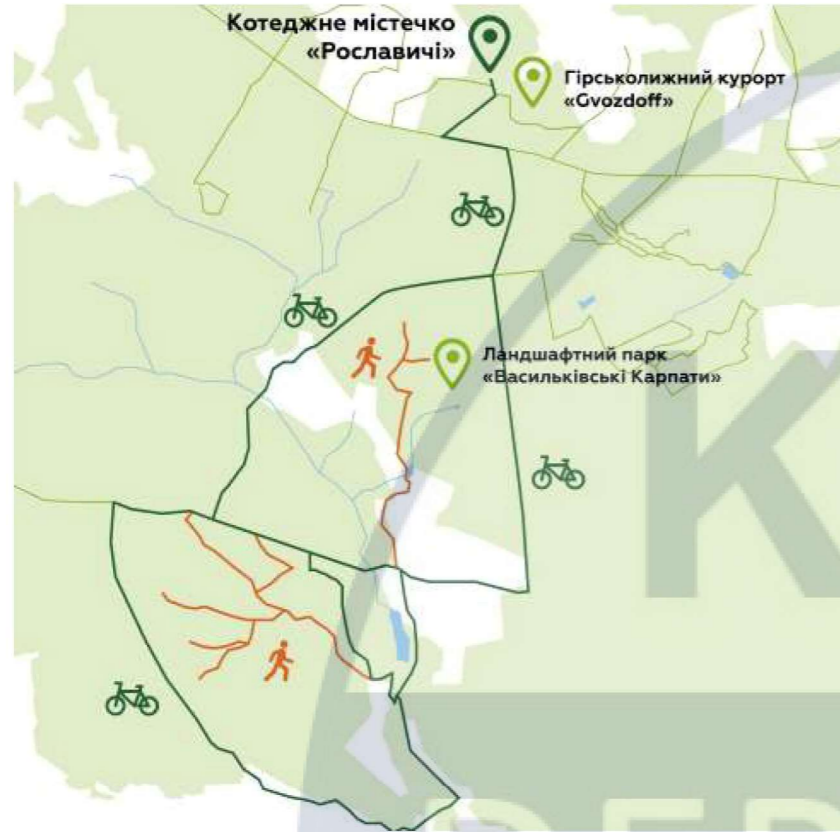 Котеджне містечко
«Рославичі»
Гірськолижний курорт
«Gvozdoff»
Ландшафтний парк
«Васильківські Карпати»